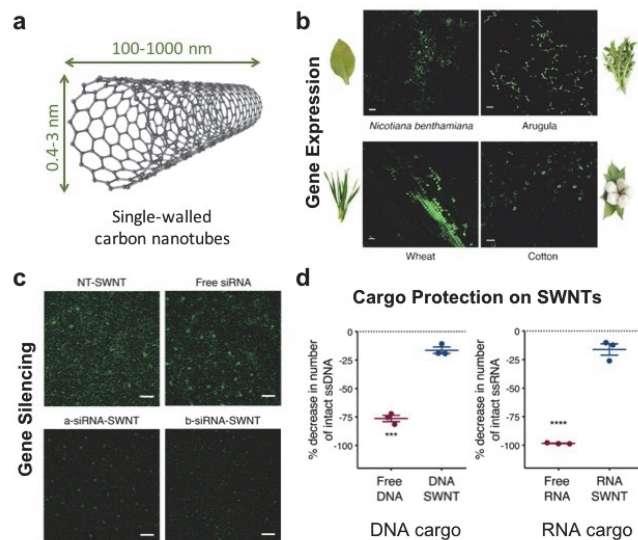 a
100-1000 nm
0.4-3 nm
Single-walled
carbon nanotubes
b
Gene Expression
Nicotiana benthamiana
Arugula
Wheat
Cotton
c
Gene Silencing
NT-SWNT
Free siRNA
a-siRNA-SWNT
b-siRNA-SWNT
d
Cargo Protection on SWNTs
% decrease in number
of intact ssDNA
0
-25
-50
-75
-100
***
Free
DNA
DNA
SWNT
DNA cargo
% decrease in number
of intact ssRNA
0
-25
-50
-75
-100
****
Free
RNA
RNA
SWNT
RNA cargo